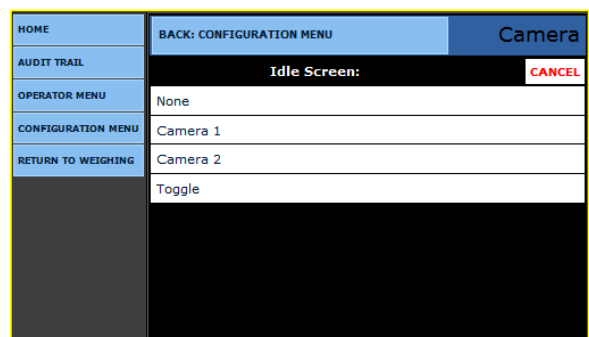 HOME
AUDIT TRAIL
OPERATOR MENU
CONFIGURATION MENU
RETURN TO WEIGHING
BACK: CONFIGURATION MENU
Camera
Idle Screen:
CANCEL
None
Camera 1
Camera 2
Toggle